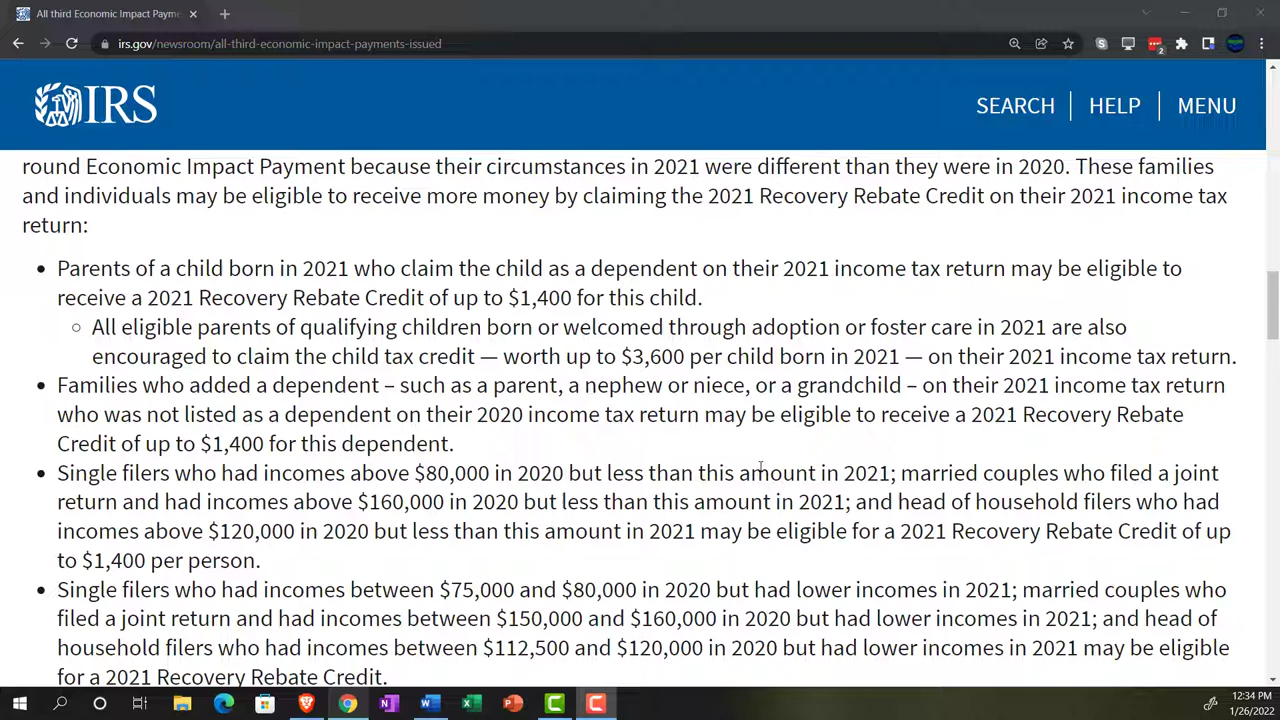 All third Economic Impact Payme
irs.gov/newsroom/all-third-economic-impact-payments-issued
2
IRS
SEARCH
HELP
MENU
round Economic Impact Payment because their circumstances in 2021 were different than they were in 2020. These families
and individuals may be eligible to receive more money by claiming the 2021 Recovery Rebate Credit on their 2021 income tax
return:
• Parents of a child born in 2021 who claim the child as a dependent on their 2021 income tax return may be eligible to
receive a 2021 Recovery Rebate Credit of up to $1,400 for this child.
○ All eligible parents of qualifying children born or welcomed through adoption or foster care in 2021 are also
encouraged to claim the child tax credit — worth up to $3,600 per child born in 2021 — on their 2021 income tax return.
• Families who added a dependent – such as a parent, a nephew or niece, or a grandchild – on their 2021 income tax return
who was not listed as a dependent on their 2020 income tax return may be eligible to receive a 2021 Recovery Rebate
Credit of up to $1,400 for this dependent.
• Single filers who had incomes above $80,000 in 2020 but less than this amount in 2021; married couples who filed a joint
return and had incomes above $160,000 in 2020 but less than this amount in 2021; and head of household filers who had
incomes above $120,000 in 2020 but less than this amount in 2021 may be eligible for a 2021 Recovery Rebate Credit of up
to $1,400 per person.
• Single filers who had incomes between $75,000 and $80,000 in 2020 but had lower incomes in 2021; married couples who
filed a joint return and had incomes between $150,000 and $160,000 in 2020 but had lower incomes in 2021; and head of
household filers who had incomes between $112,500 and $120,000 in 2020 but had lower incomes in 2021 may be eligible
for a 2021 Recovery Rebate Credit.
12:34 PM
1/26/2022